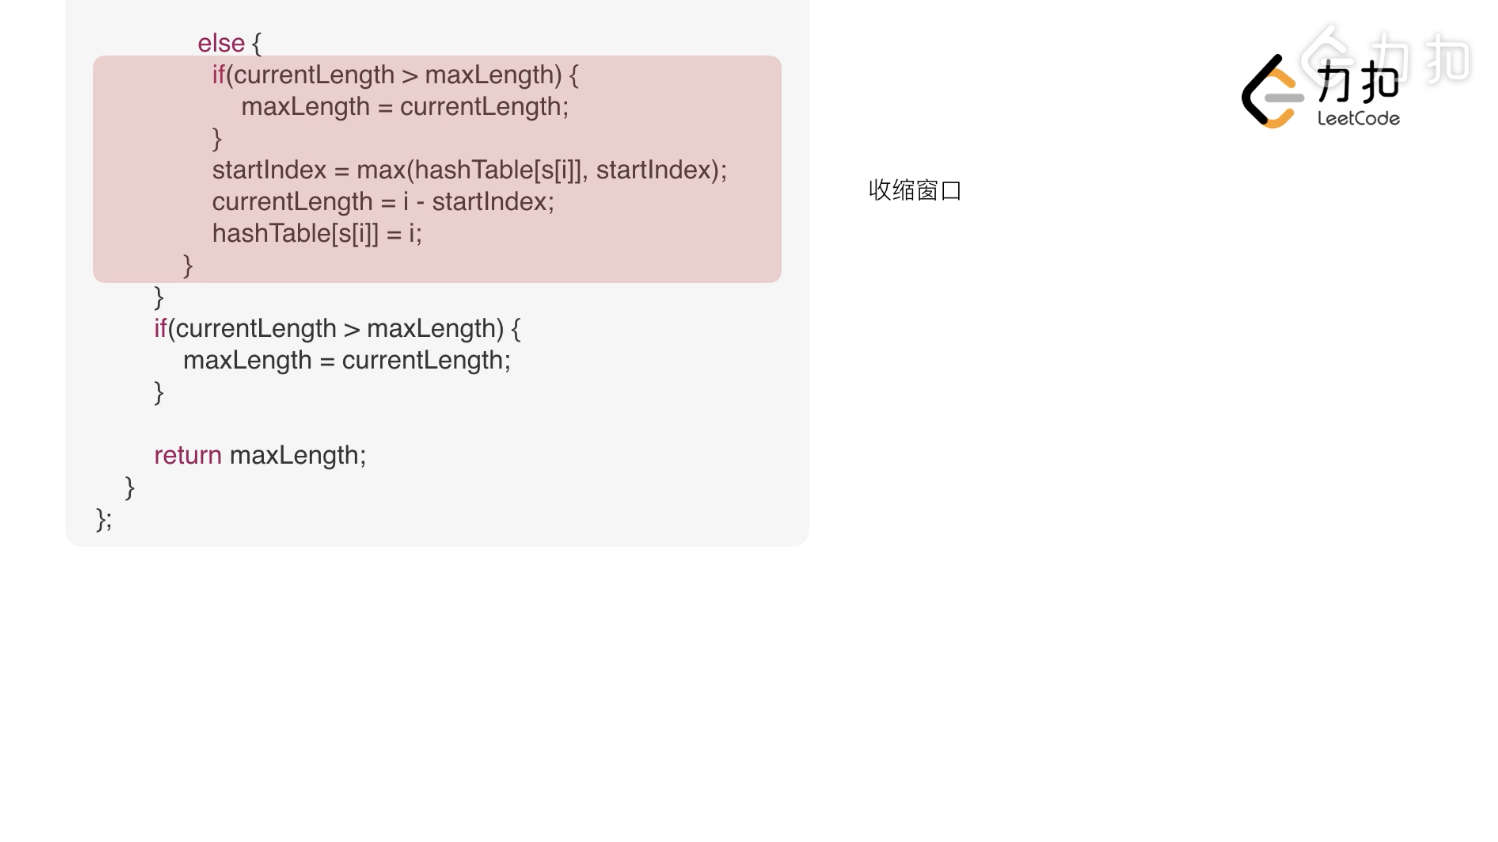 else {
if(currentLength > maxLength) {
maxLength = currentLength;
}
startIndex = max(hashTable[s[i]], startIndex);
currentLength = i - startIndex;
hashTable[s[i]] = i;
}
}
if(currentLength > maxLength) {
maxLength = currentLength;
}
return maxLength;
}
};
力扣
力扣
LeetCode
收缩窗口